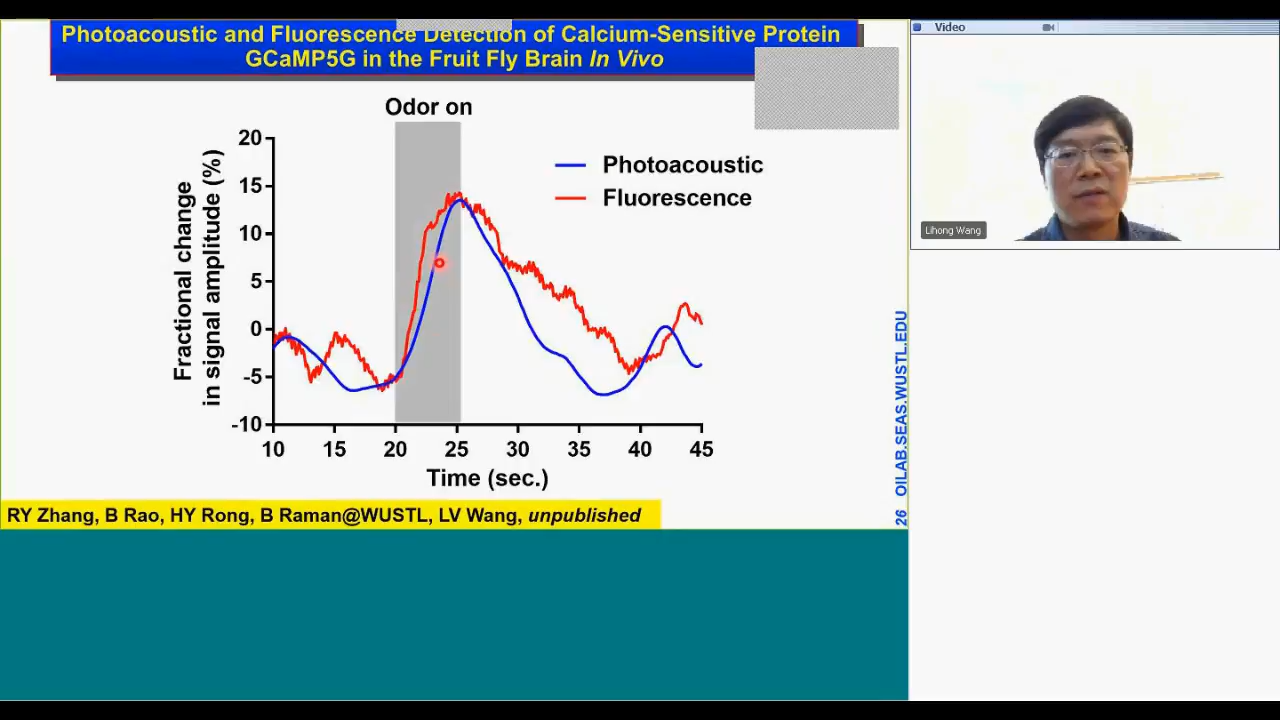 Photoacoustic and Fluorescence Detection of Calcium-Sensitive Protein
GCaMP5G in the Fruit Fly Brain In Vivo
Odor on
Fractional change
in signal amplitude (%)
20
15
10
5
0
-5
-10
10 15 20 25 30 35 40 45
Time (sec.)
Photoacoustic
Fluorescence
RY Zhang, B Rao, HY Rong, B Raman@WUSTL, LV Wang, unpublished
26 OILAB.SEAS.WUSTL.EDU
Video
Lihong Wang